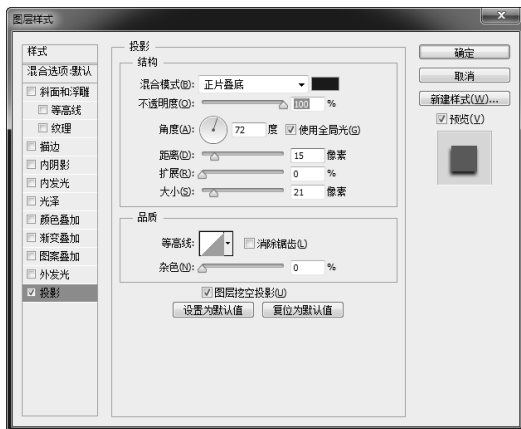 图层样式
样式
混合选项:默认
斜面和浮雕
等高线
纹理
描边
内阴影
内发光
光泽
颜色叠加
渐变叠加
图案叠加
外发光
投影
投影
结构
混合模式(B): 正片叠底
不透明度(O): 100 %
角度(A): 72 度 使用全局光(G)
距离(D): 15 像素
扩展(R): 0 %
大小(S): 21 像素
品质
等高线: 消除锯齿(L)
杂色(N): 0 %
图层挖空投影(U)
设置为默认值 复位为默认值
确定
取消
新建样式(W)...
预览(V)